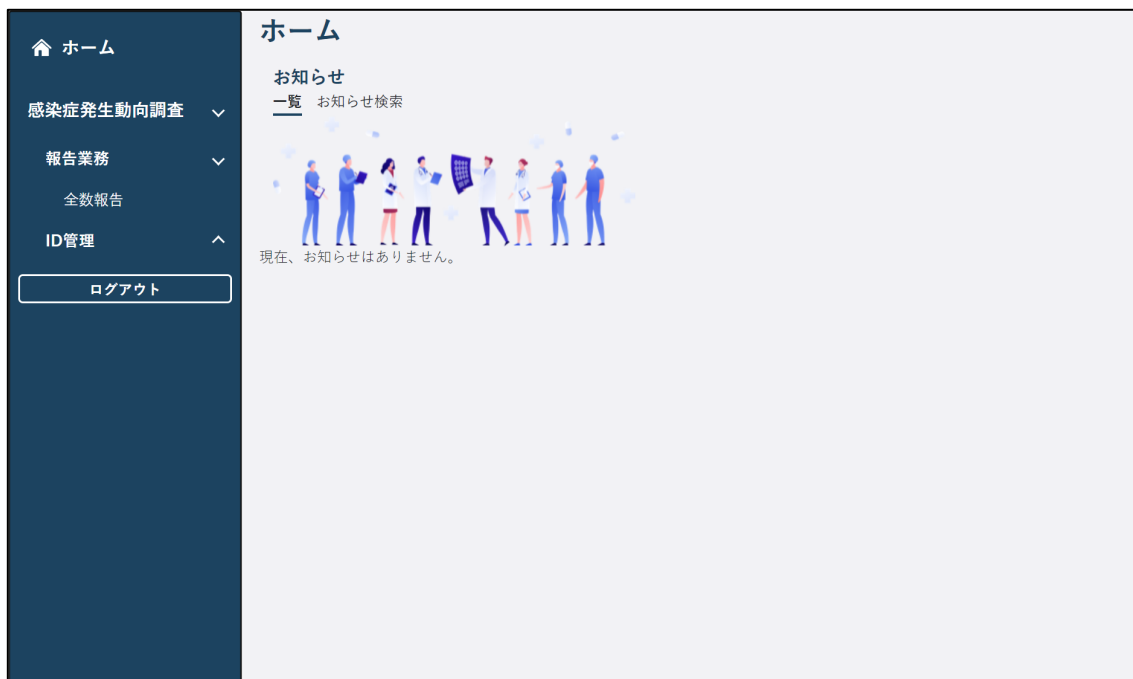 ホーム
感染症発生動向調査
報告業務
全数報告
ID管理
ログアウト
ホーム
お知らせ
一覧 お知らせ検索
現在、お知らせはありません。